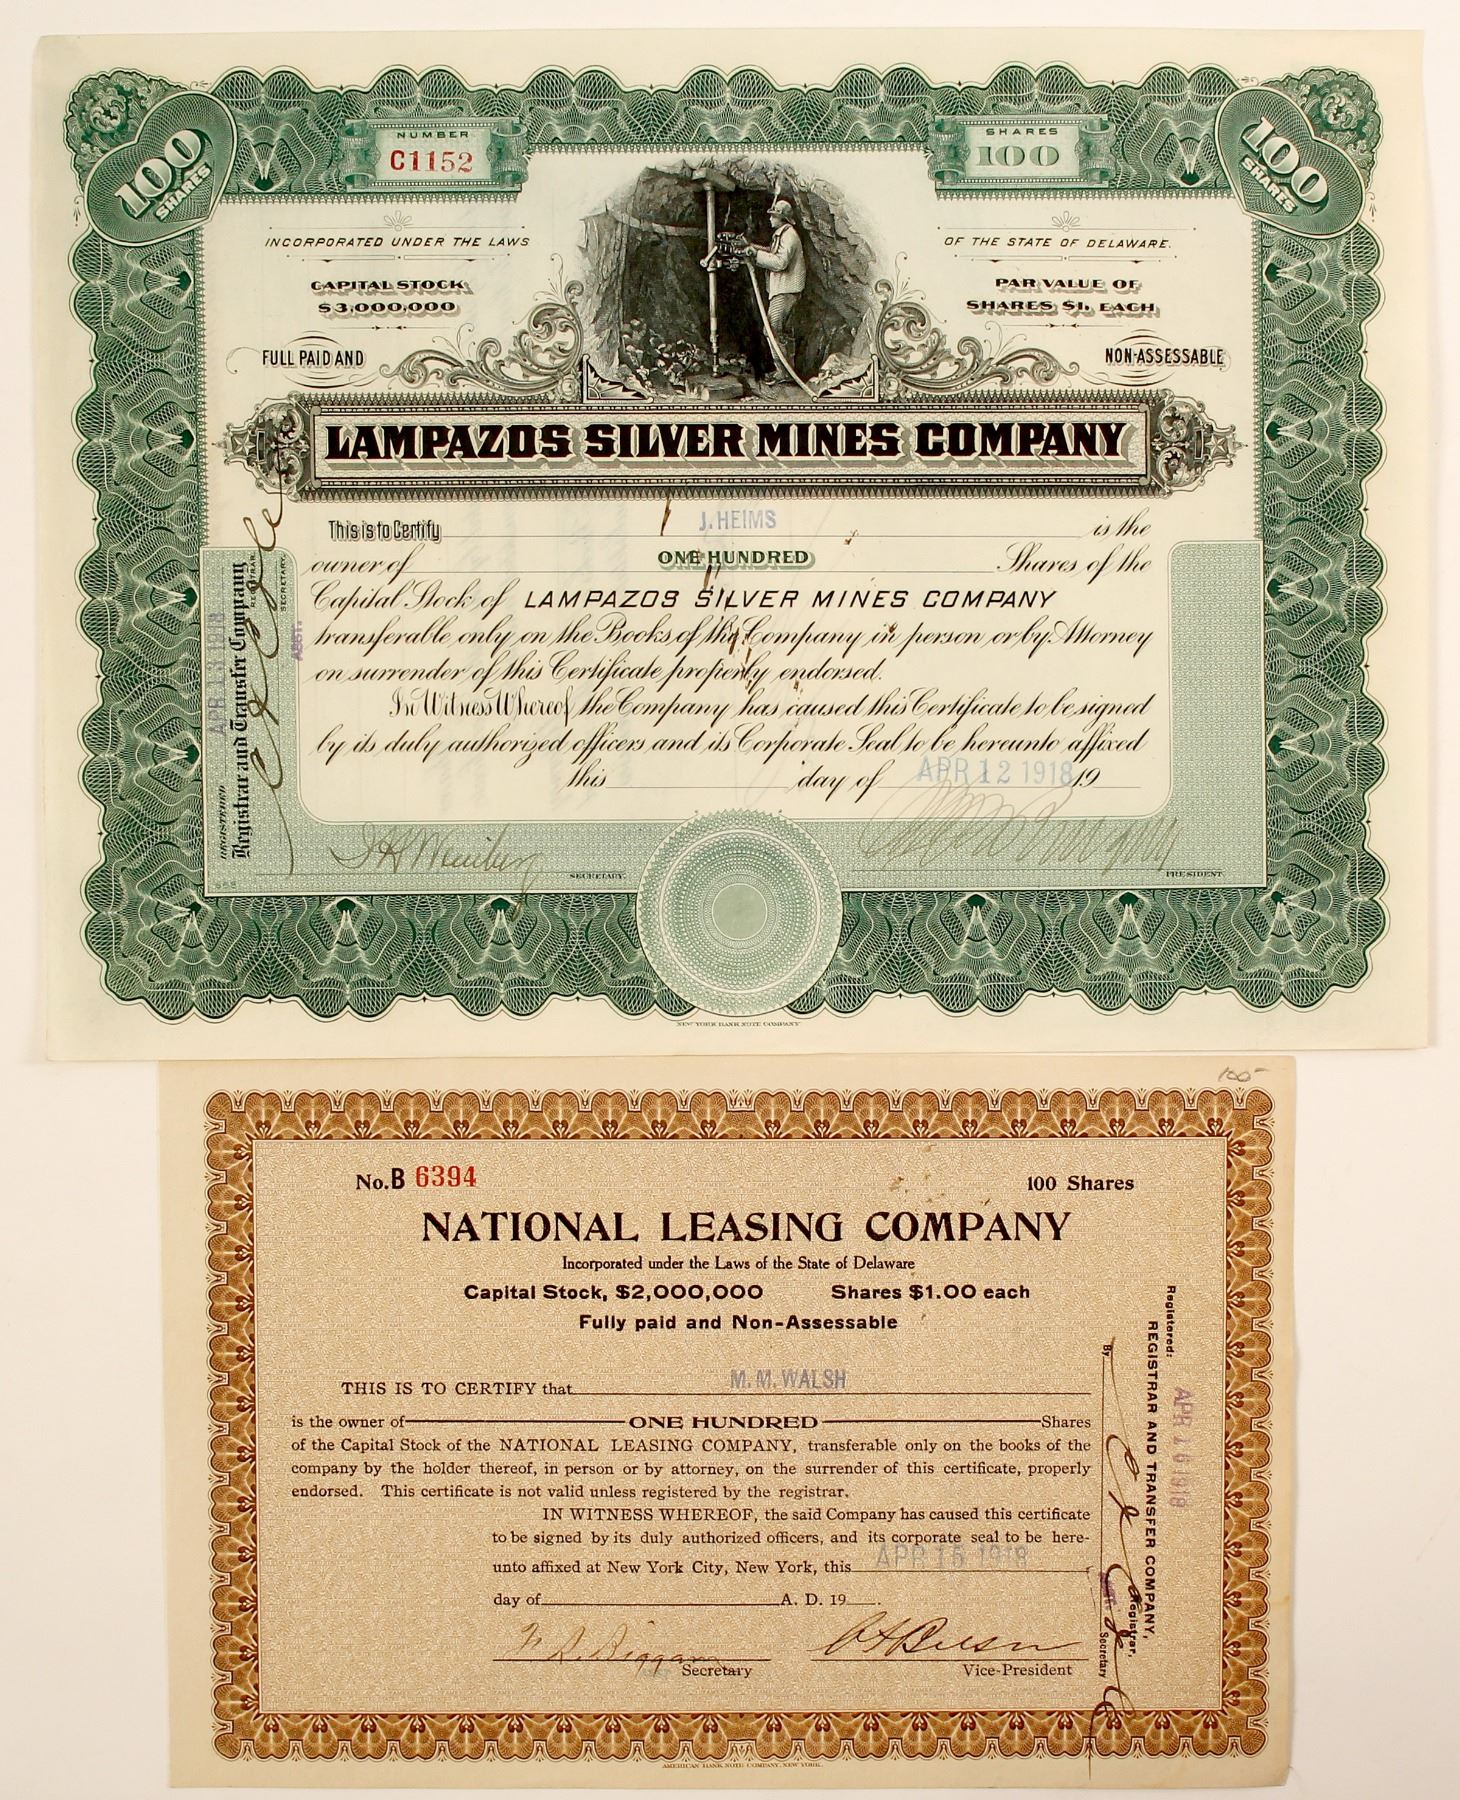 NUMBER
C1152
SHARES
100
100
SHARES
100
SHARES
INCORPORATED UNDER THE LAWS
OF THE STATE OF DELAWARE.
CAPITAL STOCK
$3,000,000
PAR VALUE OF
SHARES $1. EACH
FULL PAID AND
NON-ASSESSABLE
LAMPAZOS SILVER MINES COMPANY
This is to Certify J. HEIMS is the
owner of ONE HUNDRED Shares of the
Capital Stock of LAMPAZOS SILVER MINES COMPANY
transferable only on the Books of the Company in person or by Attorney
on surrender of this Certificate properly endorsed.
In Witness Whereof the Company has caused this Certificate to be signed
by its duly authorized officers and its Corporate Seal to be hereunto affixed
this day of APR 12 1918 19
SECRETARY.
PRESIDENT
REGISTERED
APR 13 1918
Registrar and Transfer Company
REGISTRAR.
ASST.
SECRETARY.
NEW YORK BANK NOTE COMPANY
100-
No. B 6394
100 Shares
NATIONAL LEASING COMPANY
Incorporated under the Laws of the State of Delaware
Capital Stock, $2,000,000 Shares $1.00 each
Fully paid and Non-Assessable
THIS IS TO CERTIFY that M. M. WALSH
is the owner of ONE HUNDRED Shares
of the Capital Stock of the NATIONAL LEASING COMPANY, transferable only on the books of the
company by the holder thereof, in person or by attorney, on the surrender of this certificate, properly
endorsed. This certificate is not valid unless registered by the registrar.
IN WITNESS WHEREOF, the said Company has caused this certificate
to be signed by its duly authorized officers, and its corporate seal to be here-
unto affixed at New York City, New York, this APR 15 1918
day of A. D. 19 .
Secretary
Vice-President
Registered:
APR 16 1918
REGISTRAR AND TRANSFER COMPANY,
Registrar,
By
Secretary
AMERICAN BANK NOTE COMPANY, NEW YORK.